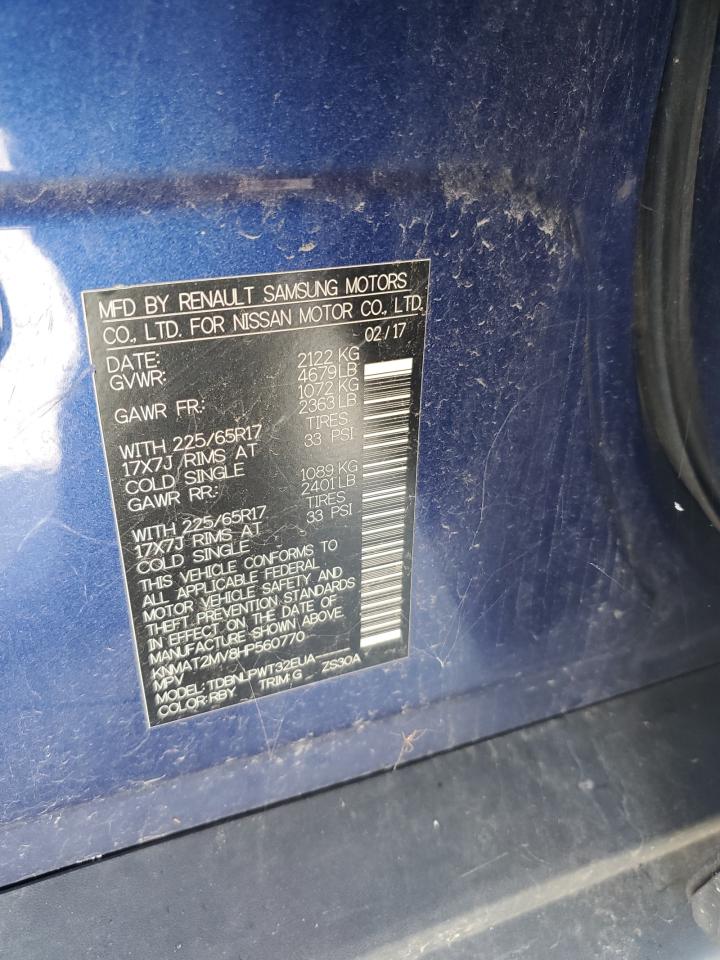 MFD BY RENAULT SAMSUNG MOTORS
CO., LTD. FOR NISSAN MOTOR CO., LTD.
DATE: 02/17
GVWR: 2122 KG
4679 LB
GAWR FR.: 1072 KG
2363 LB
WITH 225/65R17 TIRES
17X7J RIMS AT 33 PSI
COLD SINGLE
GAWR RR.: 1089 KG
2401 LB
WITH 225/65R17 TIRES
17X7J RIMS AT 33 PSI
COLD SINGLE
THIS VEHICLE CONFORMS TO
ALL APPLICABLE FEDERAL
MOTOR VEHICLE SAFETY AND
THEFT PREVENTION STANDARDS
IN EFFECT ON THE DATE OF
MANUFACTURE SHOWN ABOVE.
KNMAT2MV8HP560770
MPV
MODEL: TDBNLPWT32EUA
COLOR: RBY TRIM: G ZS30A